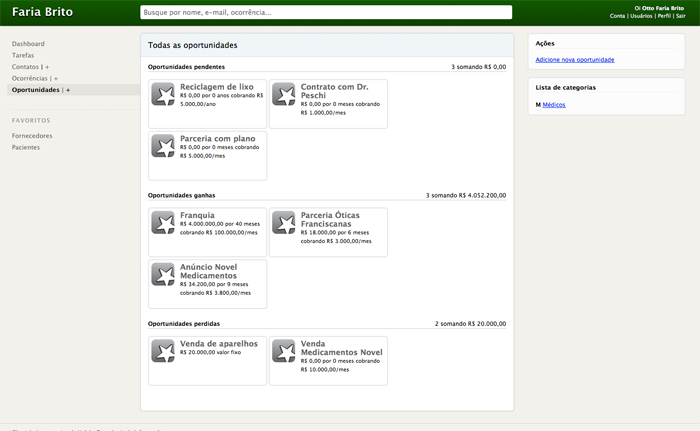 Faria Brito
Busque por nome, e-mail, ocorrência...
Oi Otto Faria Brito
Conta | Usuários | Perfil | Sair
Dashboard
Tarefas
Contatos | +
Ocorrências | +
Oportunidades | +
FAVORITOS
Fornecedores
Pacientes
Todas as oportunidades
Oportunidades pendentes 3 somando R$ 0,00
Reciclagem de lixo
R$ 0,00 por 0 anos cobrando R$
5.000,00/ano
Contrato com Dr.
Peschi
R$ 0,00 por 0 meses cobrando
R$ 1.000,00/mes
Parceria com plano
R$ 0,00 por 0 meses cobrando
R$ 5.000,00/mes
Oportunidades ganhas 3 somando R$ 4.052.200,00
Franquia
R$ 4.000.000,00 por 40 meses
cobrando R$ 100.000,00/mes
Parceria Óticas
Franciscanas
R$ 18.000,00 por 6 meses
cobrando R$ 3.000,00/mes
Anúncio Novel
Medicamentos
R$ 34.200,00 por 9 meses
cobrando R$ 3.800,00/mes
Oportunidades perdidas 2 somando R$ 20.000,00
Venda de aparelhos
R$ 20.000,00 valor fixo
Venda
Medicamentos Novel
R$ 0,00 por 0 meses cobrando
R$ 10.000,00/mes
Ações
Adicione nova oportunidade
Lista de categorias
M Médicos